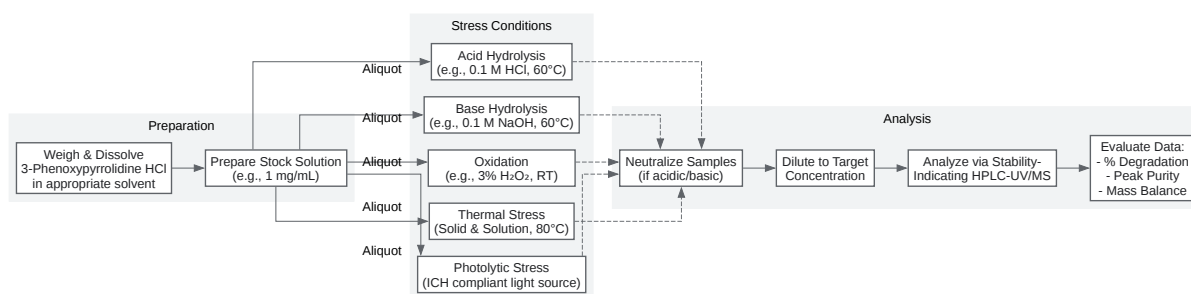 Preparation
Weigh & Dissolve
3-Phenoxypyrrolidine HCl
in appropriate solvent
Prepare Stock Solution
(e.g., 1 mg/mL)
Aliquot
Aliquot
Aliquot
Aliquot
Aliquot
Stress Conditions
Acid Hydrolysis
(e.g., 0.1 M HCl, 60°C)
Base Hydrolysis
(e.g., 0.1 M NaOH, 60°C)
Oxidation
(e.g., 3% H₂O₂, RT)
Thermal Stress
(Solid & Solution, 80°C)
Photolytic Stress
(ICH compliant light source)
Analysis
Neutralize Samples
(if acidic/basic)
Dilute to Target
Concentration
Analyze via Stability-
Indicating HPLC-UV/MS
Evaluate Data:
- % Degradation
- Peak Purity
- Mass Balance